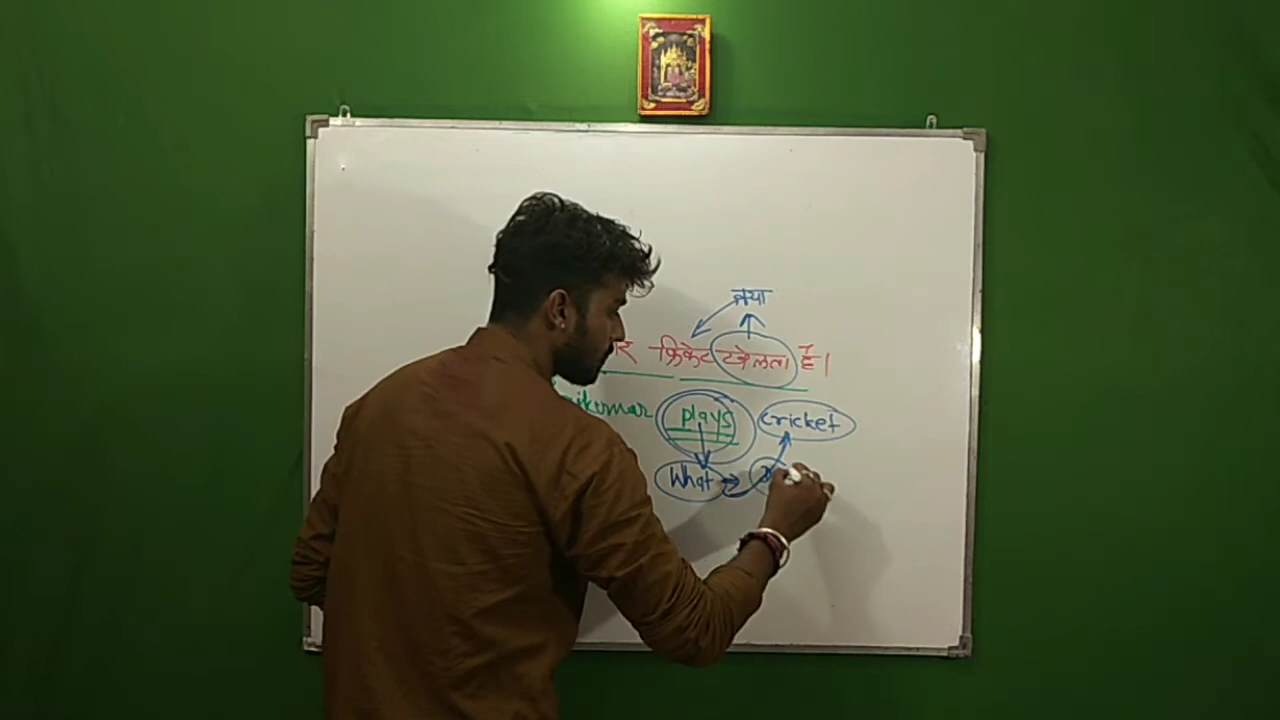 क्या
क्रिकेट खेलता है।
plays cricket
What